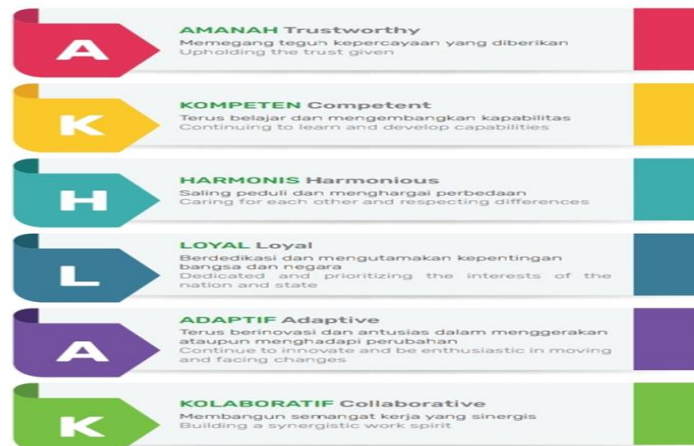 A
AMANAH Trustworthy
Memegang teguh kepercayaan yang diberikan
Upholding the trust given
K
KOMPETEN Competent
Terus belajar dan mengembangkan kapabilitas
Continuing to learn and develop capabilities
H
HARMONIS Harmonious
Saling peduli dan menghargai perbedaan
Caring for each other and respecting differences
L
LOYAL Loyal
Berdedikasi dan mengutamakan kepentingan
bangsa dan negara
Dedicated and prioritizing the interests of the
nation and state
A
ADAPTIF Adaptive
Terus berinovasi dan antusias dalam menggerakan
ataupun menghadapi perubahan
Continue to innovate and be enthusiastic in moving
and facing changes
K
KOLABORATIF Collaborative
Membangun semangat kerja yang sinergis
Building a synergistic work spirit